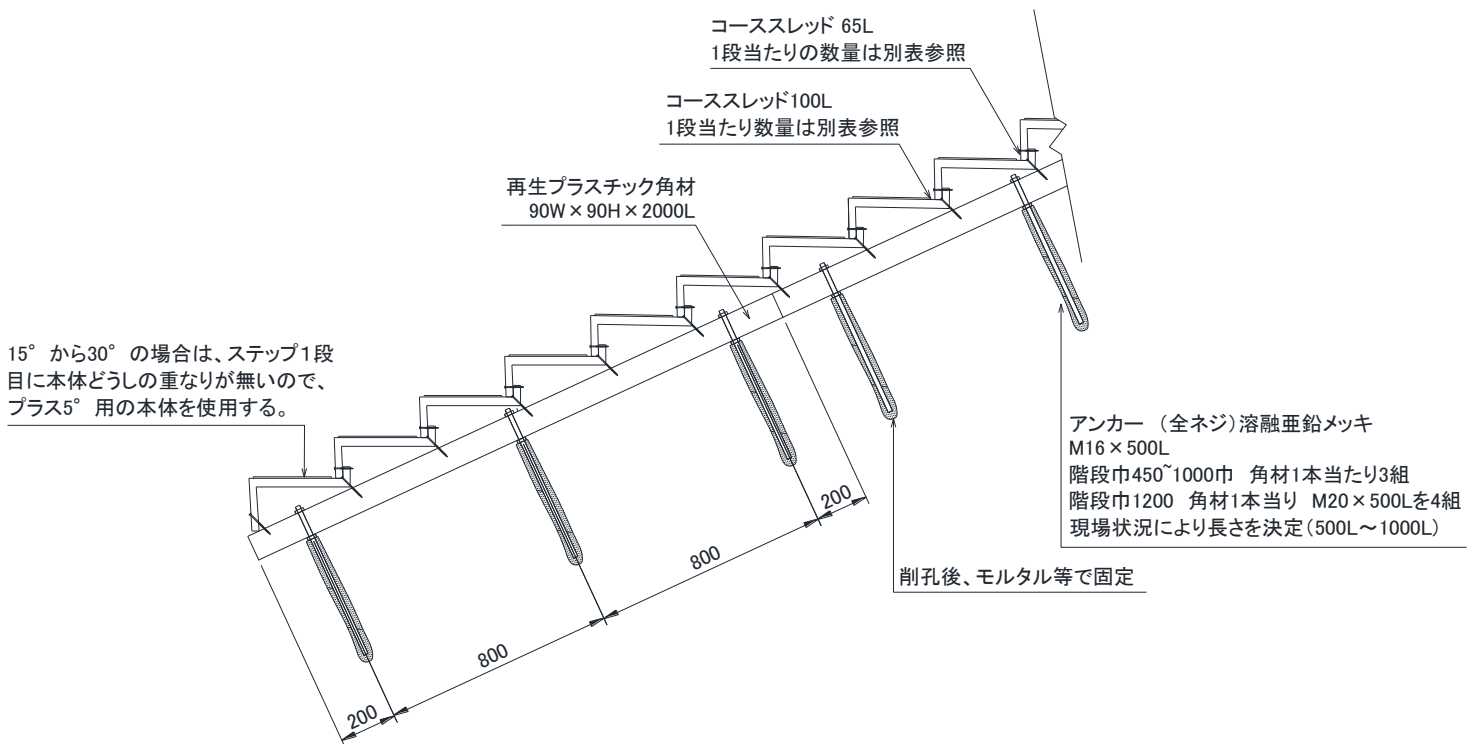 コーススレッド 65L
1段当たりの数量は別表参照
コーススレッド100L
1段当たり数量は別表参照
再生プラスチック角材
90W×90H×2000L
15° から30° の場合は、ステップ1段
目に本体どうしの重なりが無いので、
プラス5° 用の本体を使用する。
アンカー （全ネジ）溶融亜鉛メッキ
M16×500L
階段巾450~1000巾 角材1本当たり3組
階段巾1200 角材1本当り M20×500Lを4組
現場状況により長さを決定（500L～1000L）
削孔後、モルタル等で固定
200
800
800
200